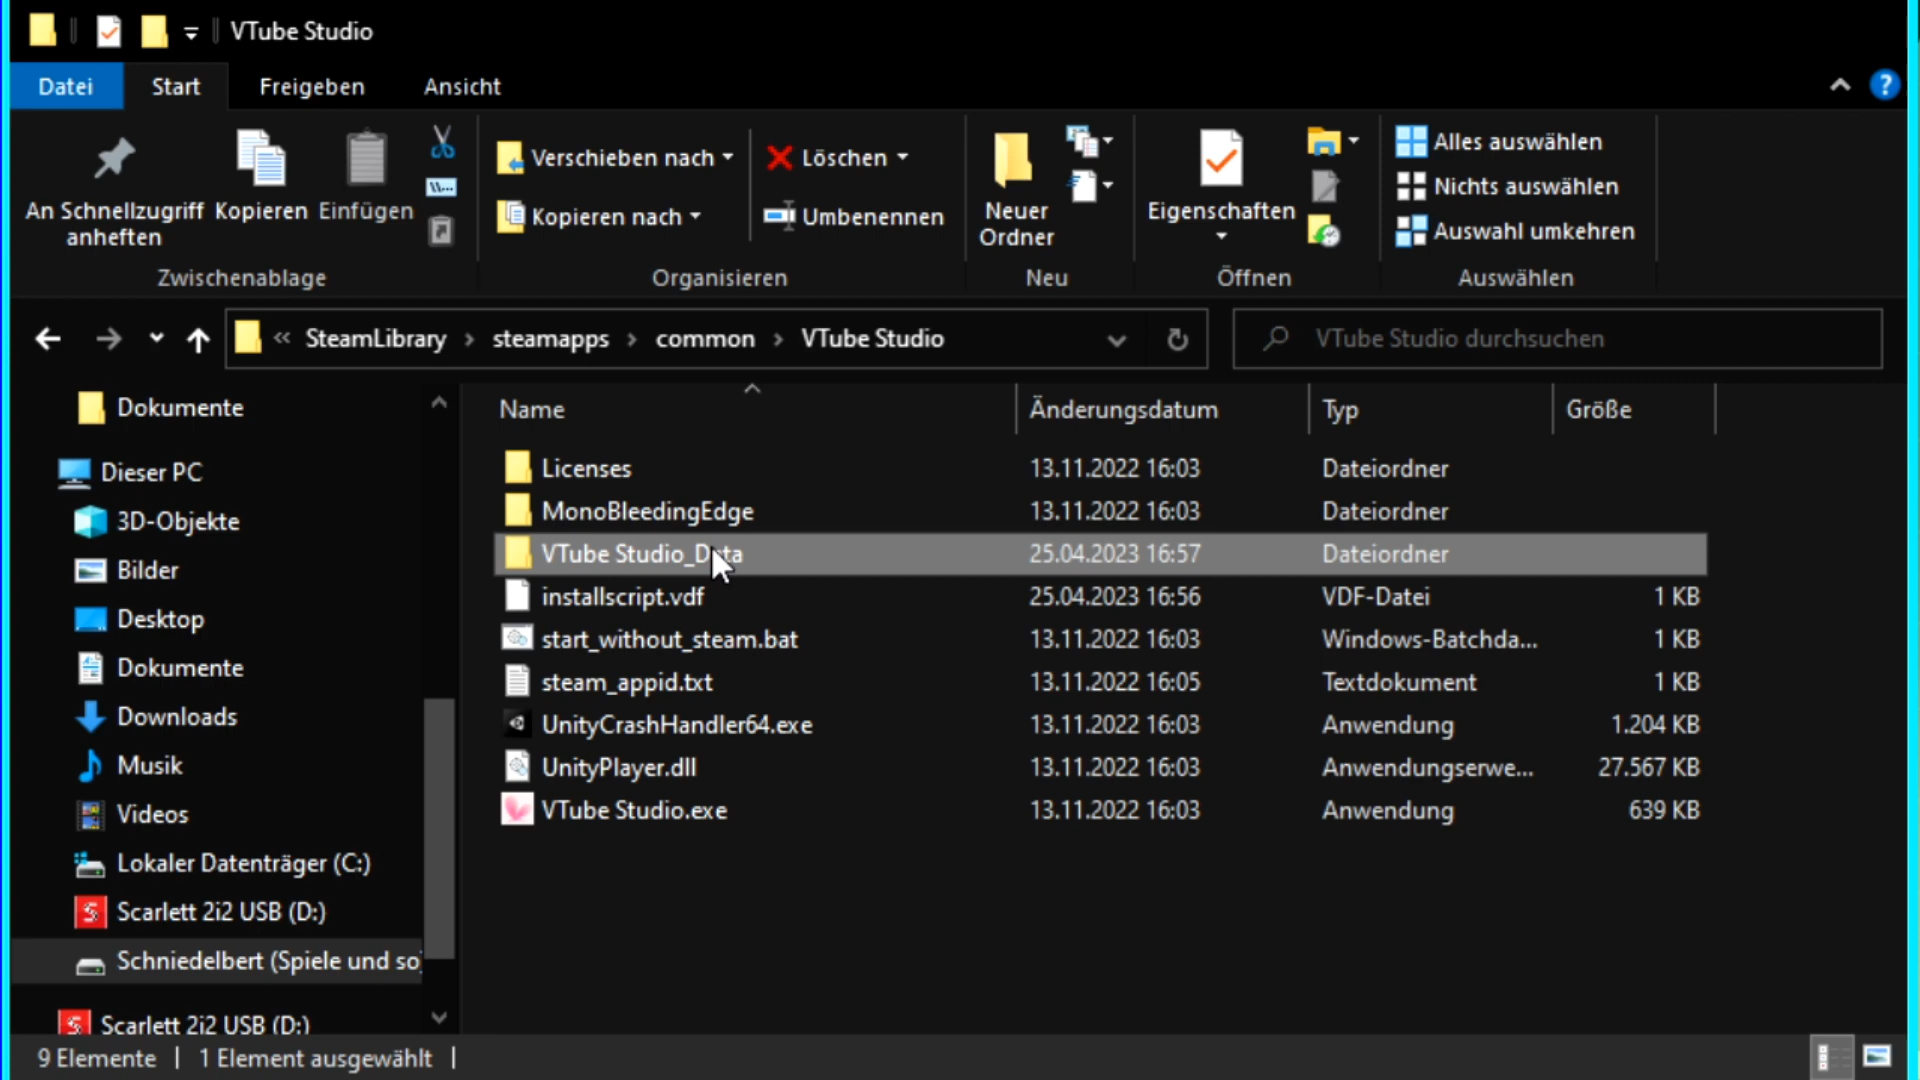 VTube Studio
Datei Start Freigeben Ansicht
An Schnellzugriff anheften
Kopieren
Einfügen
Zwischenablage
Verschieben nach
Kopieren nach
Löschen
Umbenennen
Organisieren
Neuer Ordner
Neu
Eigenschaften
Öffnen
Alles auswählen
Nichts auswählen
Auswahl umkehren
Auswählen
« SteamLibrary › steamapps › common › VTube Studio
VTube Studio durchsuchen
Dokumente
Dieser PC
3D-Objekte
Bilder
Desktop
Dokumente
Downloads
Musik
Videos
Lokaler Datenträger (C:)
Scarlett 2i2 USB (D:)
Schniedelbert (Spiele und so)
Scarlett 2i2 USB (D:)
Name Änderungsdatum Typ Größe
Licenses 13.11.2022 16:03 Dateiordner
MonoBleedingEdge 13.11.2022 16:03 Dateiordner
VTube Studio_Data 25.04.2023 16:57 Dateiordner
installscript.vdf 25.04.2023 16:56 VDF-Datei 1 KB
start_without_steam.bat 13.11.2022 16:03 Windows-Batchda... 1 KB
steam_appid.txt 13.11.2022 16:05 Textdokument 1 KB
UnityCrashHandler64.exe 13.11.2022 16:03 Anwendung 1.204 KB
UnityPlayer.dll 13.11.2022 16:03 Anwendungserwe... 27.567 KB
VTube Studio.exe 13.11.2022 16:03 Anwendung 639 KB
9 Elemente | 1 Element ausgewählt |